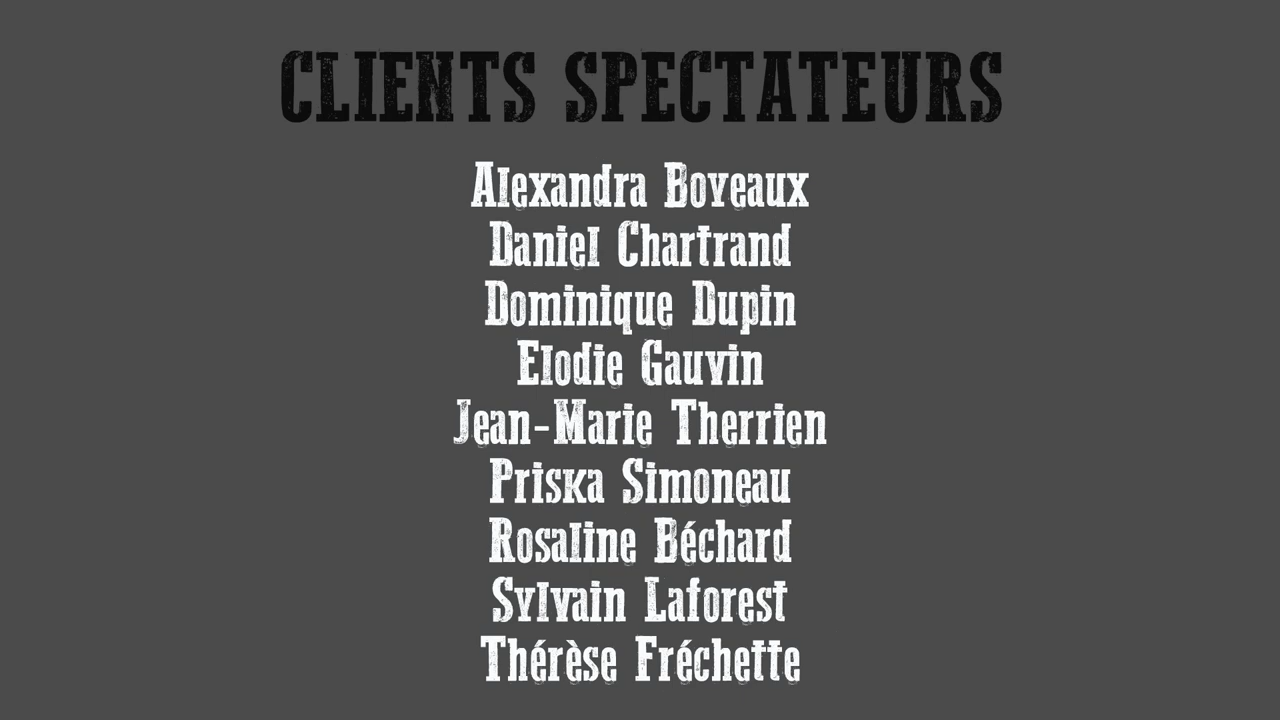 CLIENTS SPECTATEURS
Alexandra Boveaux
Daniel Chartrand
Dominique Dupin
Elodie Gauvin
Jean-Marie Therrien
Priska Simoneau
Rosaline Béchard
Sylvain Laforest
Thérèse Fréchette